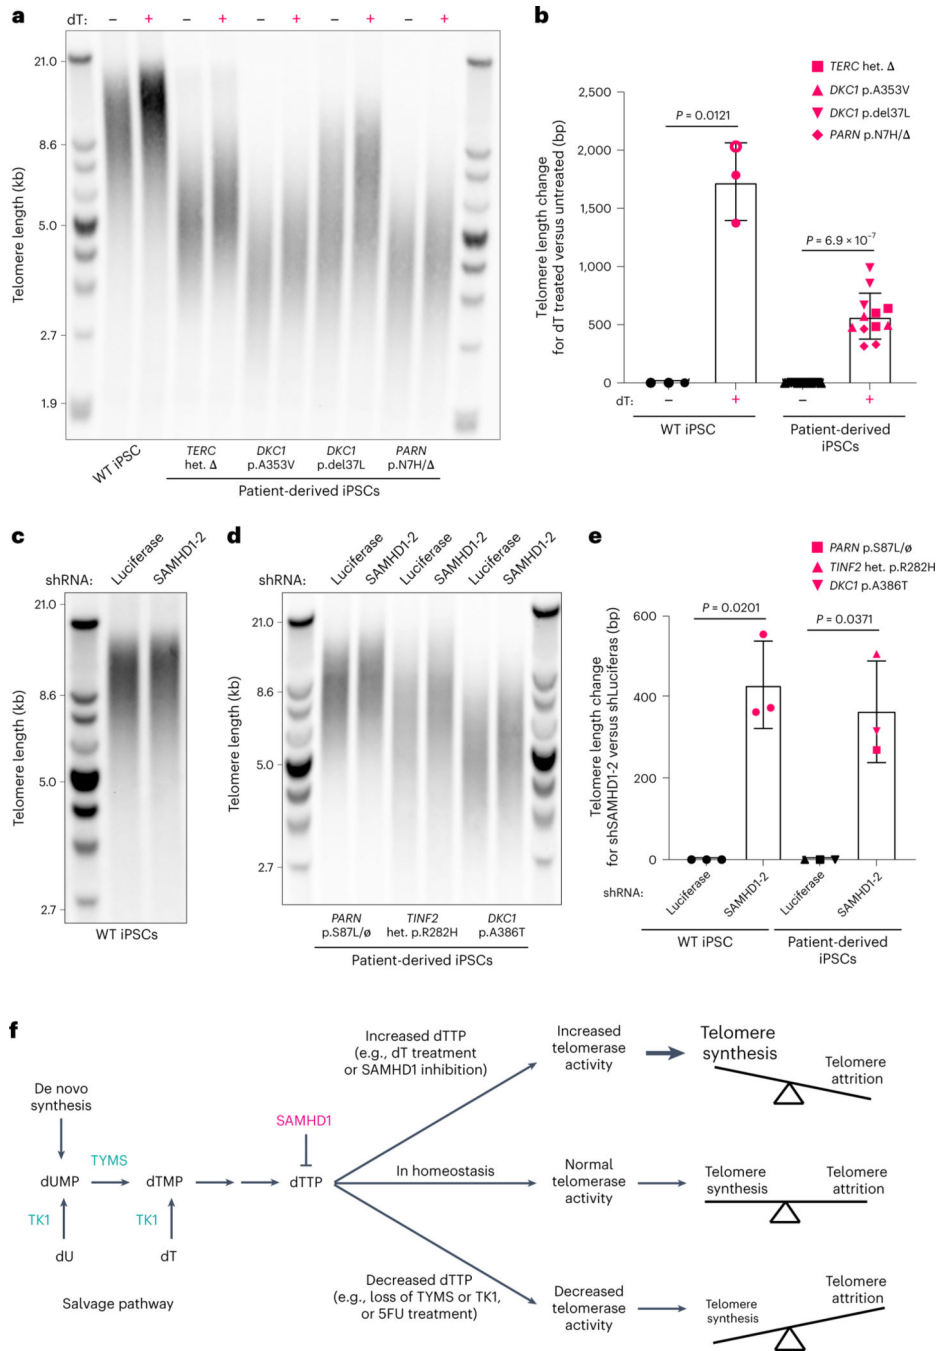 a
dT: − + − + − + − + − +
21.0
8.6
5.0
2.7
1.9
Telomere length (kb)
WT iPSC
TERC
het. Δ
DKC1
p.A353V
DKC1
p.del37L
PARN
p.N7H/Δ
Patient-derived iPSCs
b
TERC het. Δ
DKC1 p.A353V
DKC1 p.del37L
PARN p.N7H/Δ
Telomere length change
for dT treated versus untreated (bp)
2,500
2,000
1,500
1,000
500
0
P = 0.0121
P = 6.9 × 10⁻⁷
dT: − + − +
WT iPSC
Patient-derived
iPSCs
c
shRNA:
Luciferase
SAMHD1-2
21.0
8.6
5.0
2.7
Telomere length (kb)
WT iPSCs
d
shRNA:
Luciferase
SAMHD1-2
Luciferase
SAMHD1-2
Luciferase
SAMHD1-2
21.0
8.6
5.0
2.7
Telomere length (kb)
PARN
p.S87L/ø
TINF2
het. p.R282H
DKC1
p.A386T
Patient-derived iPSCs
e
PARN p.S87L/ø
TINF2 het. p.R282H
DKC1 p.A386T
Telomere length change
for shSAMHD1-2 versus shLuciferas (bp)
600
400
200
0
P = 0.0201
P = 0.0371
shRNA:
Luciferase
SAMHD1-2
Luciferase
SAMHD1-2
WT iPSC
Patient-derived
iPSCs
f
De novo
synthesis
dUMP
TYMS
dTMP
dTTP
SAMHD1
TK1
TK1
dU
dT
Salvage pathway
Increased dTTP
(e.g., dT treatment
or SAMHD1 inhibition)
Increased
telomerase
activity
Telomere
synthesis
Telomere
attrition
In homeostasis
Normal
telomerase
activity
Telomere
synthesis
Telomere
attrition
Decreased dTTP
(e.g., loss of TYMS or TK1,
or 5FU treatment)
Decreased
telomerase
activity
Telomere
synthesis
Telomere
attrition